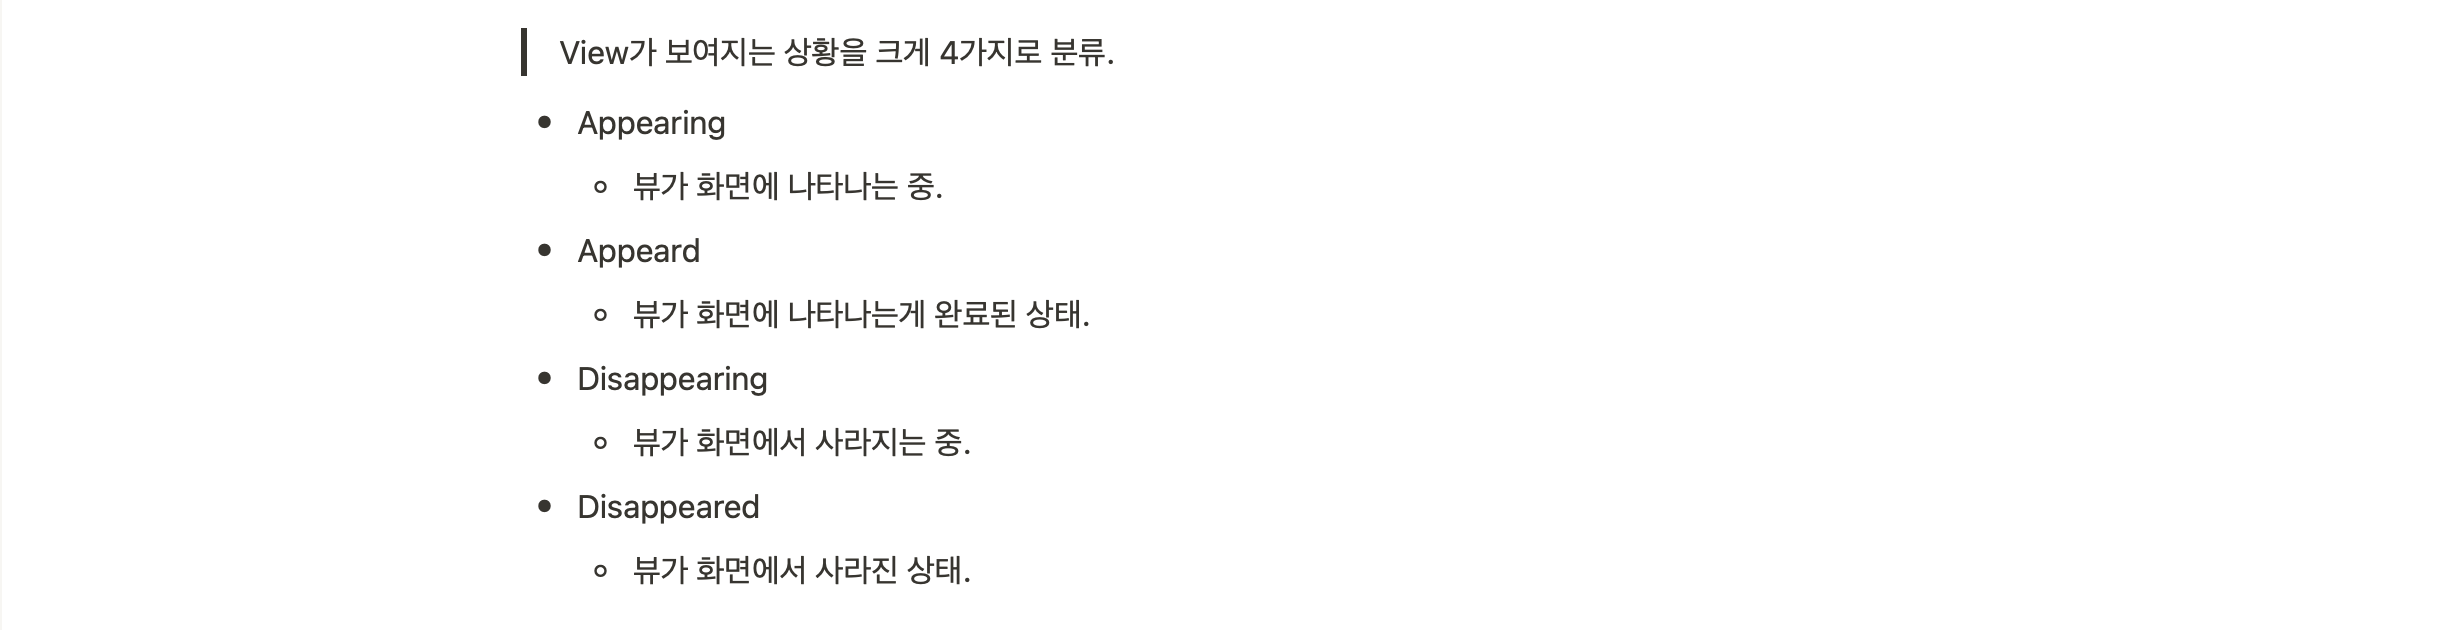 View가 보여지는 상황을 크게 4가지로 분류.
Appearing
뷰가 화면에 나타나는 중.
Appeard
뷰가 화면에 나타나는게 완료된 상태.
Disappearing
뷰가 화면에서 사라지는 중.
Disappeared
뷰가 화면에서 사라진 상태.